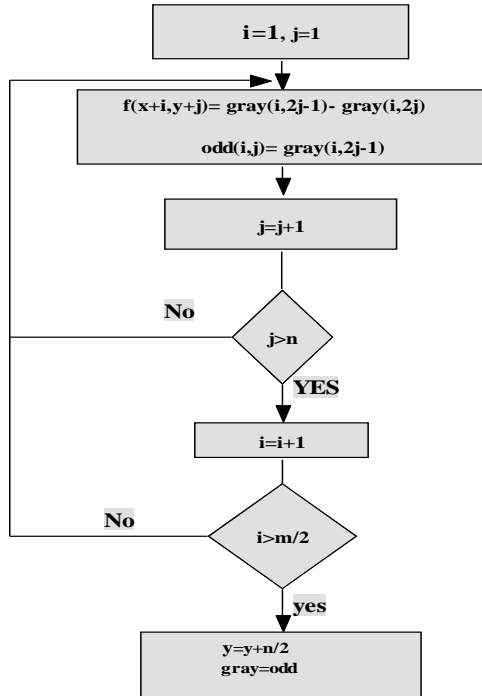 i=1, j=1
f(x+i,y+j)= gray(i,2j-1)- gray(i,2j)
odd(i,j)= gray(i,2j-1)
j=j+1
No
j>n
YES
i=i+1
No
i>m/2
yes
y=y+n/2
gray=odd